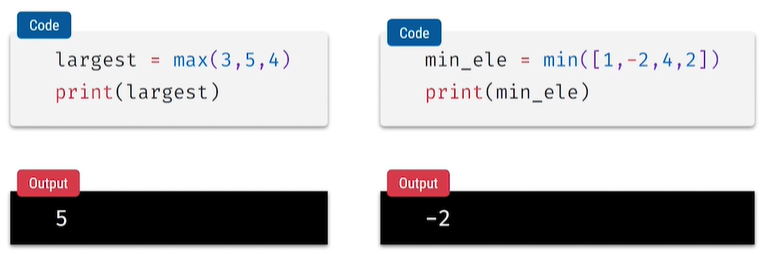 Code
largest = max(3,5,4)
print(largest)
Output
5
Code
min_ele = min([1,-2,4,2])
print(min_ele)
Output
-2